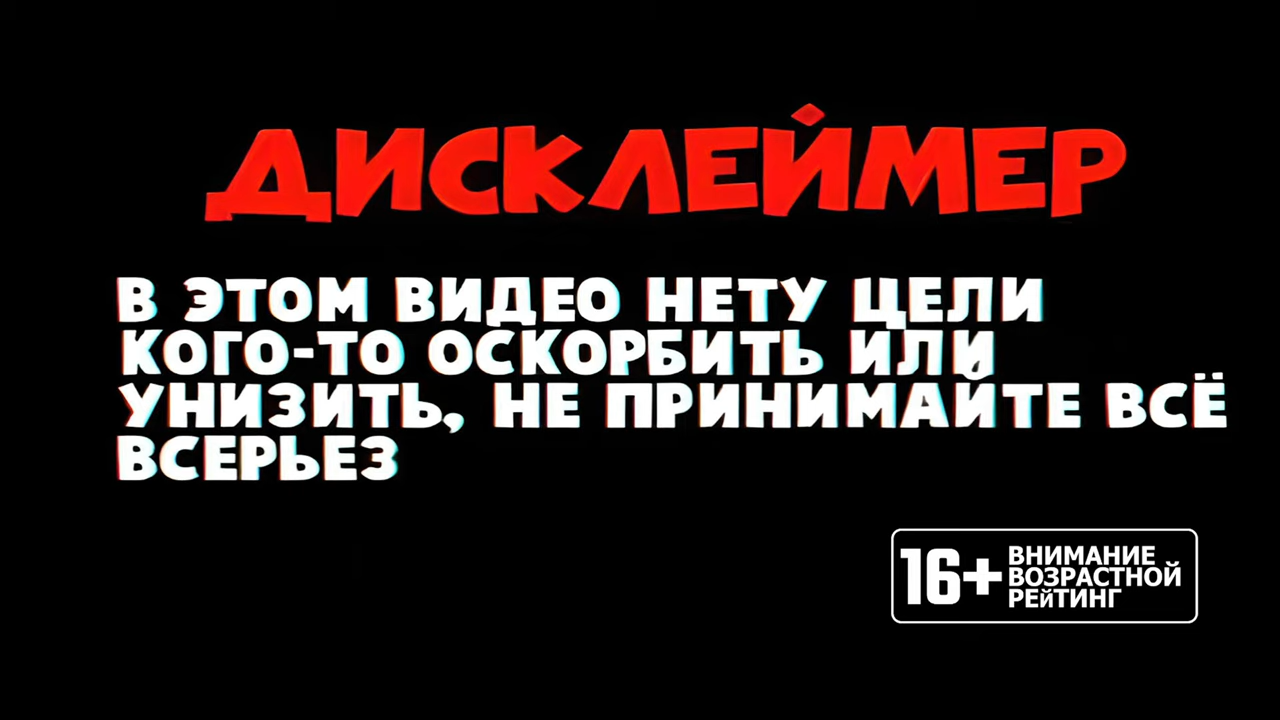 ДИСКЛЕЙМЕР
В ЭТОМ ВИДЕО НЕТУ ЦЕЛИ
КОГО-ТО ОСКОРБИТЬ ИЛИ
УНИЗИТЬ, НЕ ПРИНИМАЙТЕ ВСЁ
ВСЕРЬЕЗ
16+ ВНИМАНИЕ
ВОЗРАСТНОЙ
РЕйТИНГ